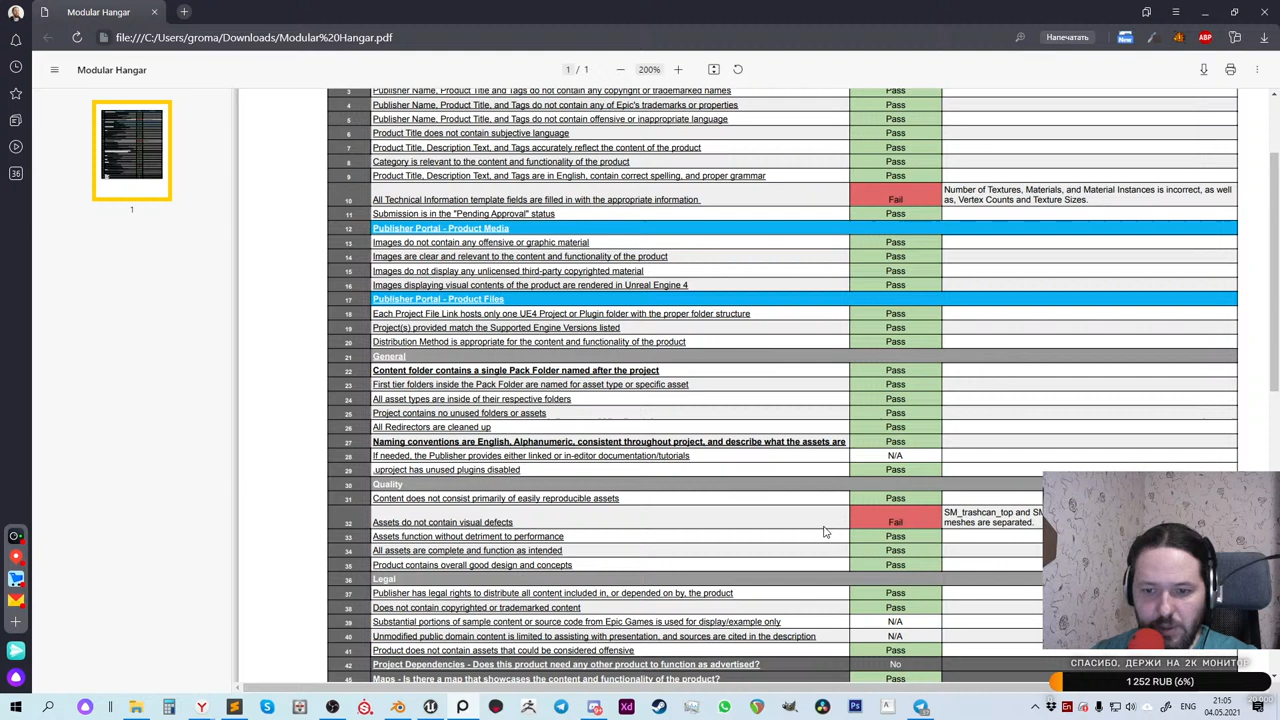 Modular Hangar
file:///C:/Users/groma/Downloads/Modular%20Hangar.pdf
Напечатать
New
ABP
Modular Hangar
1 / 1
200%
36
1
3 Publisher Name, Product Title, and Tags do not contain any copyright or trademarked names Pass
4 Publisher Name, Product Title, and Tags do not contain any of Epic's trademarks or properties Pass
5 Publisher Name, Product Title, and Tags do not contain offensive or inappropriate language Pass
6 Product Title does not contain subjective language Pass
7 Product Title, Description Text, and Tags accurately reflect the content of the product Pass
8 Category is relevant to the content and functionality of the product Pass
9 Product Title, Description Text, and Tags are in English, contain correct spelling, and proper grammar Pass
10 All Technical Information template fields are filled in with the appropriate information Fail Number of Textures, Materials, and Material Instances is incorrect, as well
as, Vertex Counts and Texture Sizes.
11 Submission is in the "Pending Approval" status Pass
12 Publisher Portal - Product Media
13 Images do not contain any offensive or graphic material Pass
14 Images are clear and relevant to the content and functionality of the product Pass
15 Images do not display any unlicensed third-party copyrighted material Pass
16 Images displaying visual contents of the product are rendered in Unreal Engine 4 Pass
17 Publisher Portal - Product Files
18 Each Project File Link hosts only one UE4 Project or Plugin folder with the proper folder structure Pass
19 Project(s) provided match the Supported Engine Versions listed Pass
20 Distribution Method is appropriate for the content and functionality of the product Pass
21 General
22 Content folder contains a single Pack Folder named after the project Pass
23 First tier folders inside the Pack Folder are named for asset type or specific asset Pass
24 All asset types are inside of their respective folders Pass
25 Project contains no unused folders or assets Pass
26 All Redirectors are cleaned up Pass
27 Naming conventions are English, Alphanumeric, consistent throughout project, and describe what the assets are Pass
28 If needed, the Publisher provides either linked or in-editor documentation/tutorials N/A
29 .uproject has unused plugins disabled Pass
30 Quality
31 Content does not consist primarily of easily reproducible assets Pass
32 Assets do not contain visual defects Fail SM_trashcan_top and SM
meshes are separated.
33 Assets function without detriment to performance Pass
34 All assets are complete and function as intended Pass
35 Product contains overall good design and concepts Pass
36 Legal
37 Publisher has legal rights to distribute all content included in, or depended on by, the product Pass
38 Does not contain copyrighted or trademarked content Pass
39 Substantial portions of sample content or source code from Epic Games is used for display/example only N/A
40 Unmodified public domain content is limited to assisting with presentation, and sources are cited in the description N/A
41 Product does not contain assets that could be considered offensive Pass
42 Project Dependencies - Does this product need any other product to function as advertised? No
45 Maps - Is there a map that showcases the content and functionality of the product? Pass
СПАСИБО, ДЕРЖИ НА 2К МОНИТОР
1 252 RUB (6%)
20 000
21:05
04.05.2021